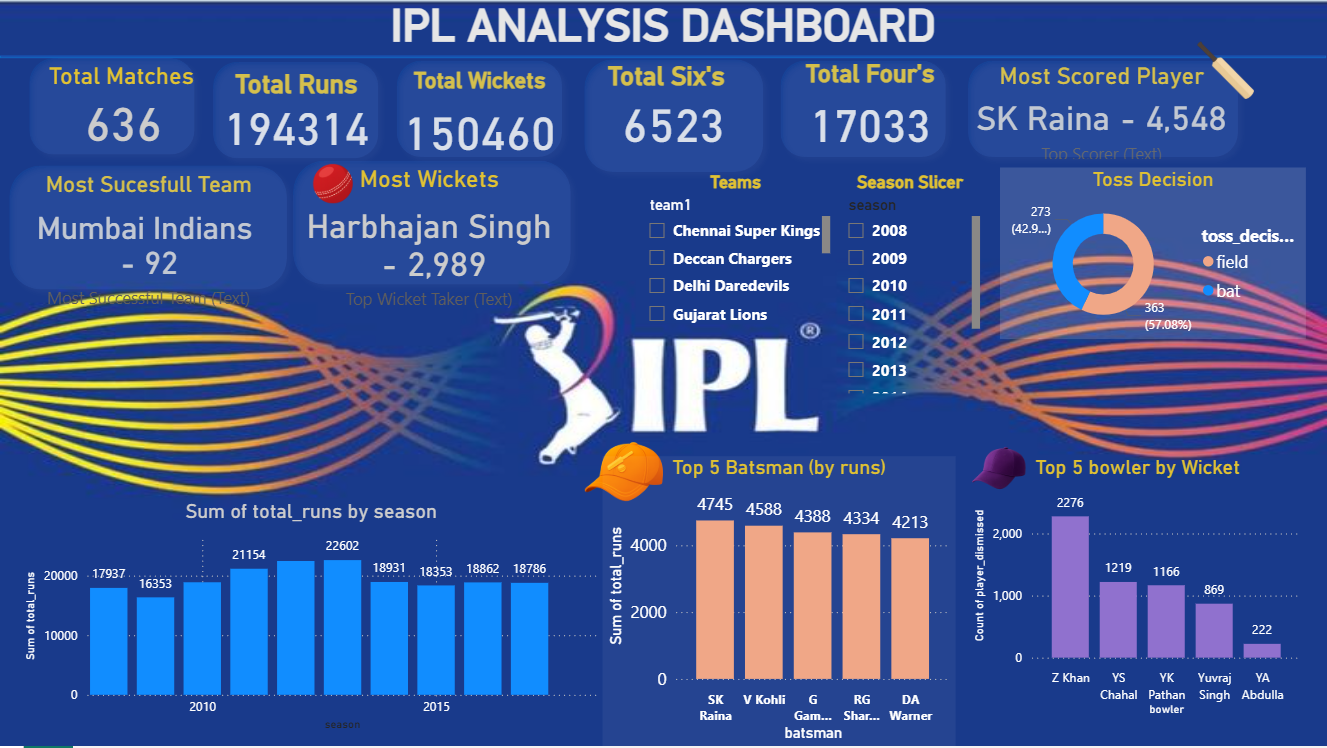 IPL ANALYSIS DASHBOARD
Total Matches
636
Total Runs
194314
Total Wickets
150460
Total Six's
6523
Total Four's
17033
Most Scored Player
SK Raina - 4,548
Top Scorer (Text)
Most Sucesfull Team
Mumbai Indians
- 92
Most Successful Team (Text)
Most Wickets
Harbhajan Singh
- 2,989
Top Wicket Taker (Text)
Teams
team1
Chennai Super Kings
Deccan Chargers
Delhi Daredevils
Gujarat Lions
Season Slicer
season
2008
2009
2010
2011
2012
2013
Toss Decision
273
(42.9...)
363
(57.08%)
toss_decis...
field
bat
IPL
®
Sum of total_runs by season
Sum of total_runs
20000
10000
0
17937
16353
21154
22602
18931
18353
18862
18786
2010
2015
season
Top 5 Batsman (by runs)
Sum of total_runs
4000
2000
0
4745
4588
4388
4334
4213
SK
Raina
V Kohli
G
Gam...
RG
Shar...
DA
Warner
batsman
Top 5 bowler by Wicket
Count of player_dismissed
2,000
1,000
0
2276
1219
1166
869
222
Z Khan
YS
Chahal
YK
Pathan
Yuvraj
Singh
YA
Abdulla
bowler